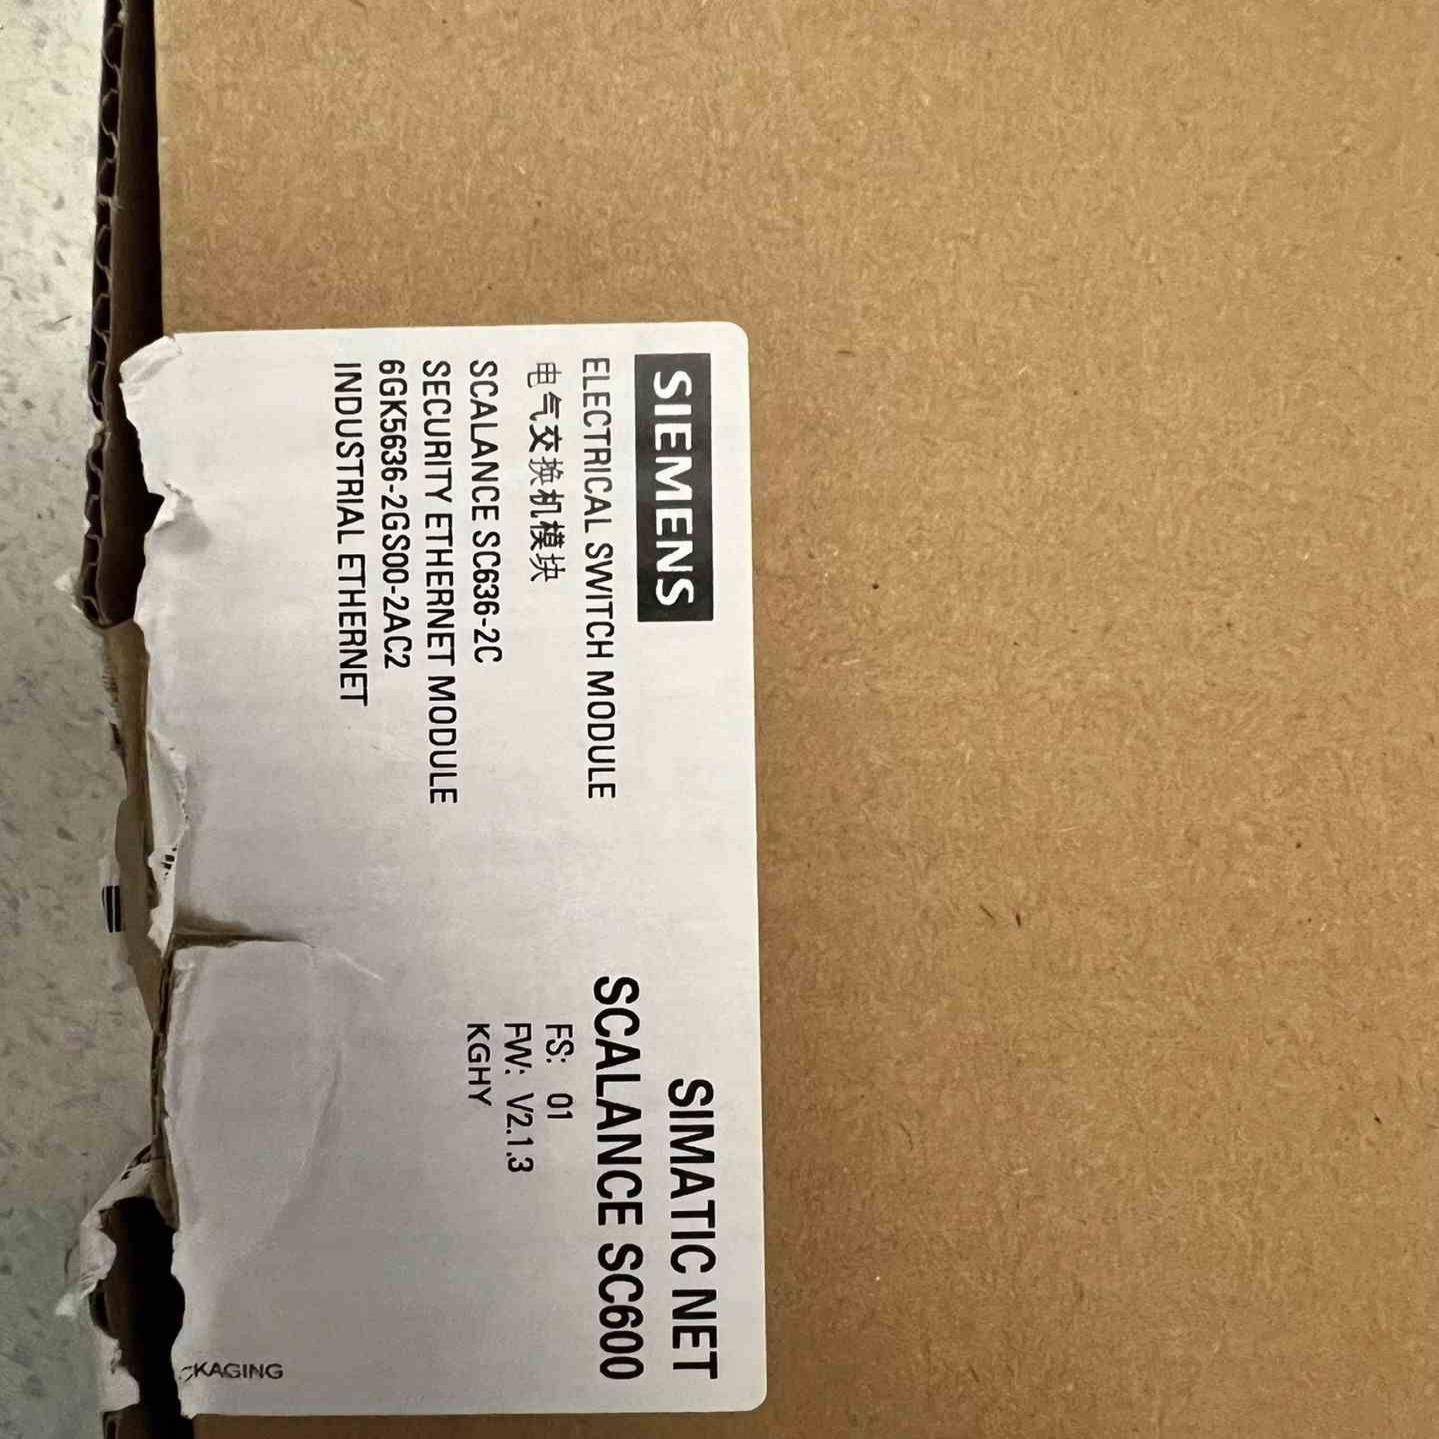 SIEMENS
ELECTRICAL SWITCH MODULE
电气交换机模块
SCALANCE SC636-2C
SECURITY ETHERNET MODULE
6GK5636-2GS00-2AC2
INDUSTRIAL ETHERNET
SIMATIC NET
SCALANCE SC600
FS: 01
FW: V2.1.3
KGHY